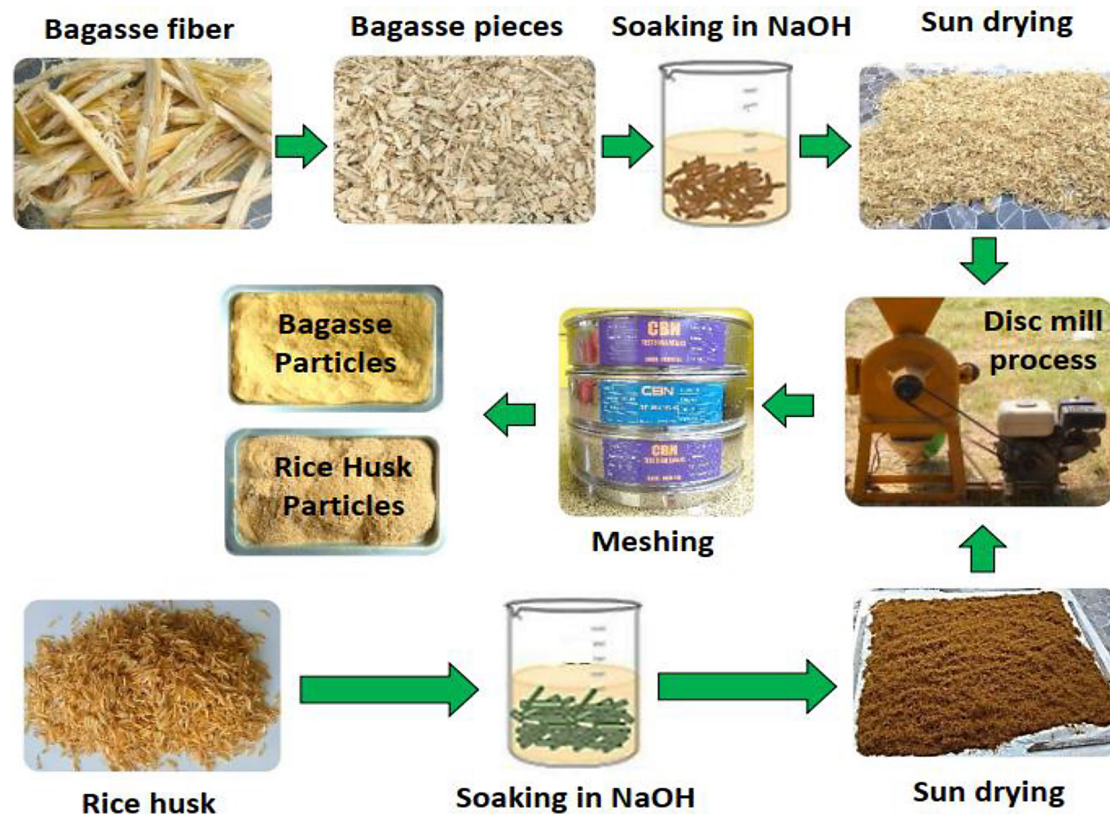 Bagasse fiber
Bagasse pieces
Soaking in NaOH
Sun drying
Bagasse
Particles
CBN
CBN
CBN
Disc mill
process
Rice Husk
Particles
Meshing
Rice husk
Soaking in NaOH
Sun drying